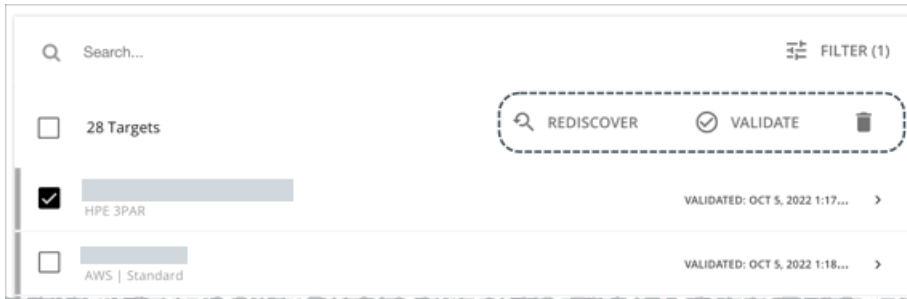 Search...
FILTER (1)
28 Targets
REDISCOVER
VALIDATE
HPE 3PAR
VALIDATED: OCT 5, 2022 1:17...
AWS | Standard
VALIDATED: OCT 5, 2022 1:18...